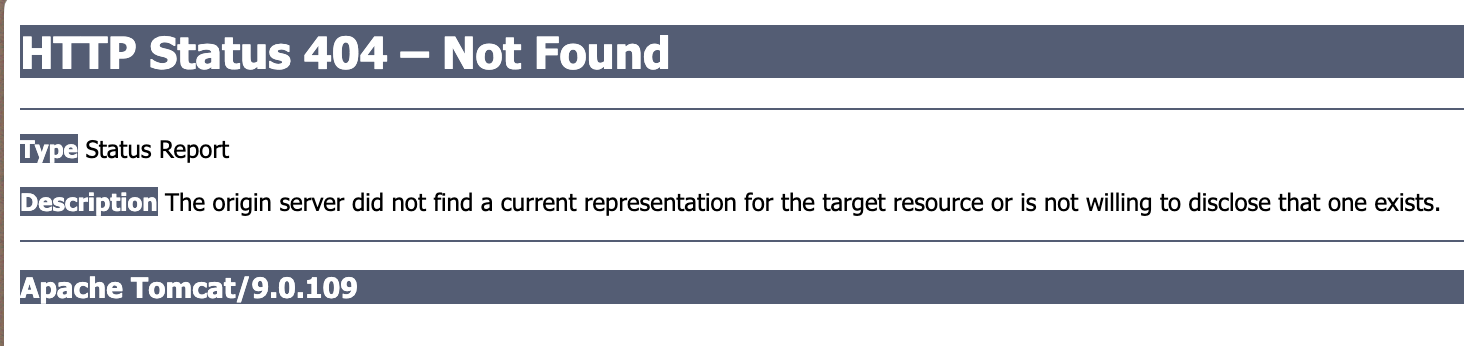 HTTP Status 404 – Not Found
Type Status Report
Description The origin server did not find a current representation for the target resource or is not willing to disclose that one exists.
Apache Tomcat/9.0.109